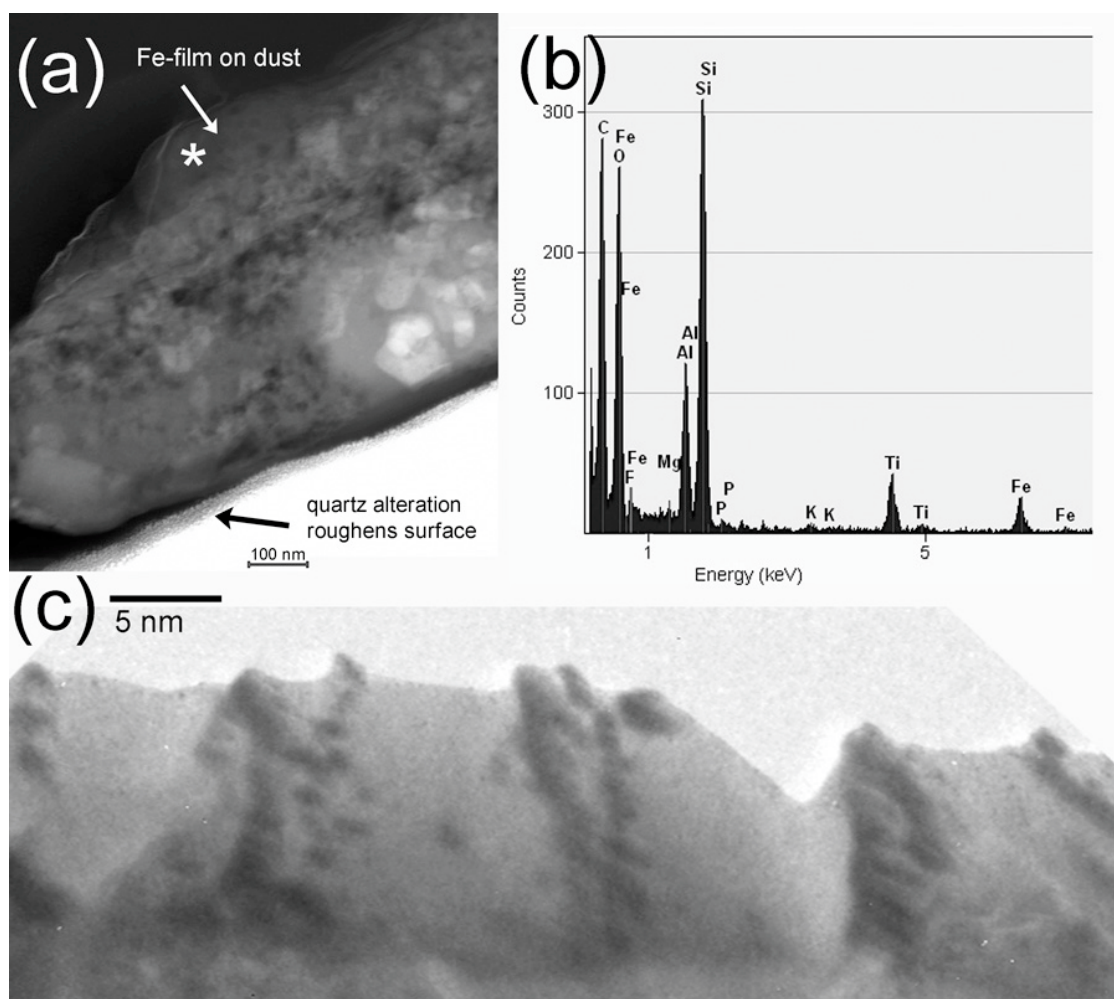 (a)
Fe-film on dust
*
quartz alteration
roughens surface
100 nm
(b)
Si
Si
300
C
Fe
O
200
Fe
Counts
Al
Al
100
Fe
F
Mg
P
P
K
K
Ti
Ti
Fe
Fe
1
5
Energy (keV)
(c)
5 nm